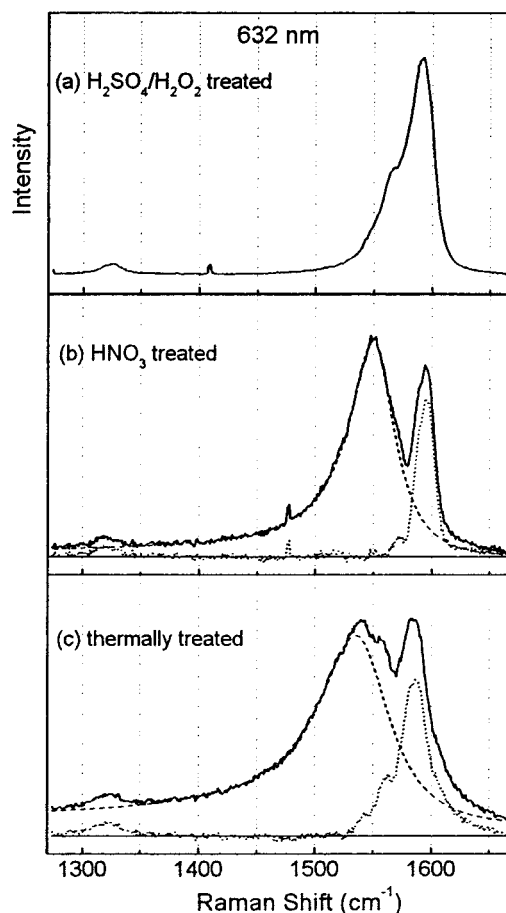 632 nm
(a) H₂SO₄/H₂O₂ treated
Intensity
(b) HNO₃ treated
(c) thermally treated
1300 1400 1500 1600
Raman Shift (cm⁻¹)